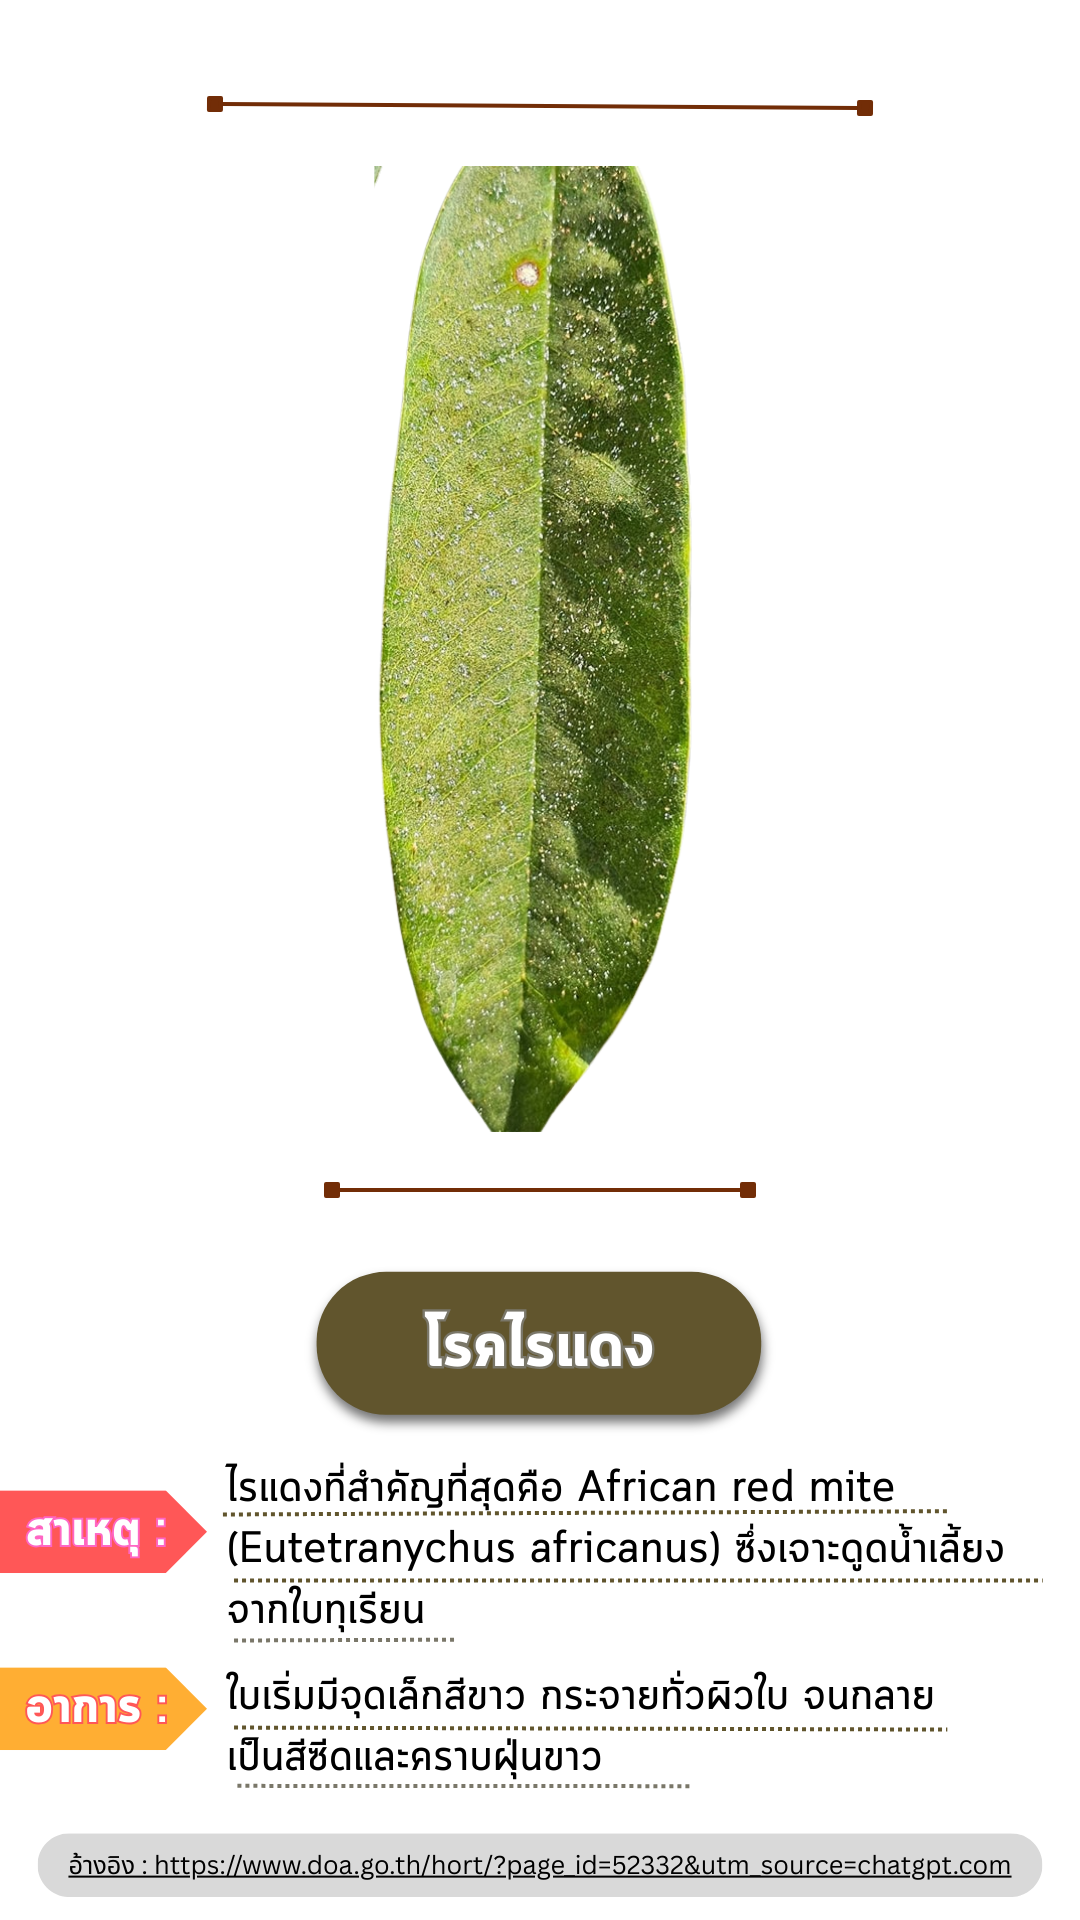 โรคไรแดง
สาเหตุ :
ไรแดงที่สำคัญที่สุดคือ African red mite
(Eutetranychus africanus) ซึ่งเจาะดูดน้ำเลี้ยง
จากใบทุเรียน
อาการ :
ใบเริ่มมีจุดเล็กสีขาว กระจายทั่วผิวใบ จนกลาย
เป็นสีซีดและคราบฝุ่นขาว
อ้างอิง : https://www.doa.go.th/hort/?page_id=52332&utm_source=chatgpt.com